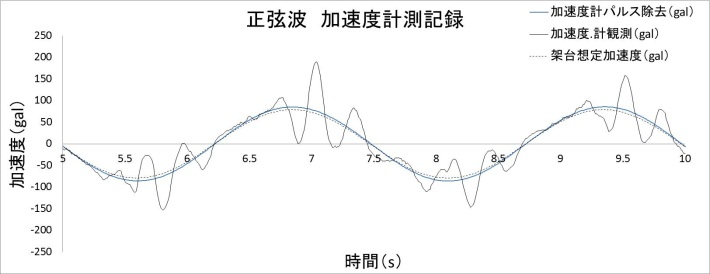 正弦波 加速度計測記録
加速度計パルス除去(gal)
加速度.計観測(gal)
架台想定加速度(gal)
加速度(gal)
250
200
150
100
50
0
-50
-100
-150
-200
-250
5 5.5 6 6.5 7 7.5 8 8.5 9 9.5 10
時間(s)